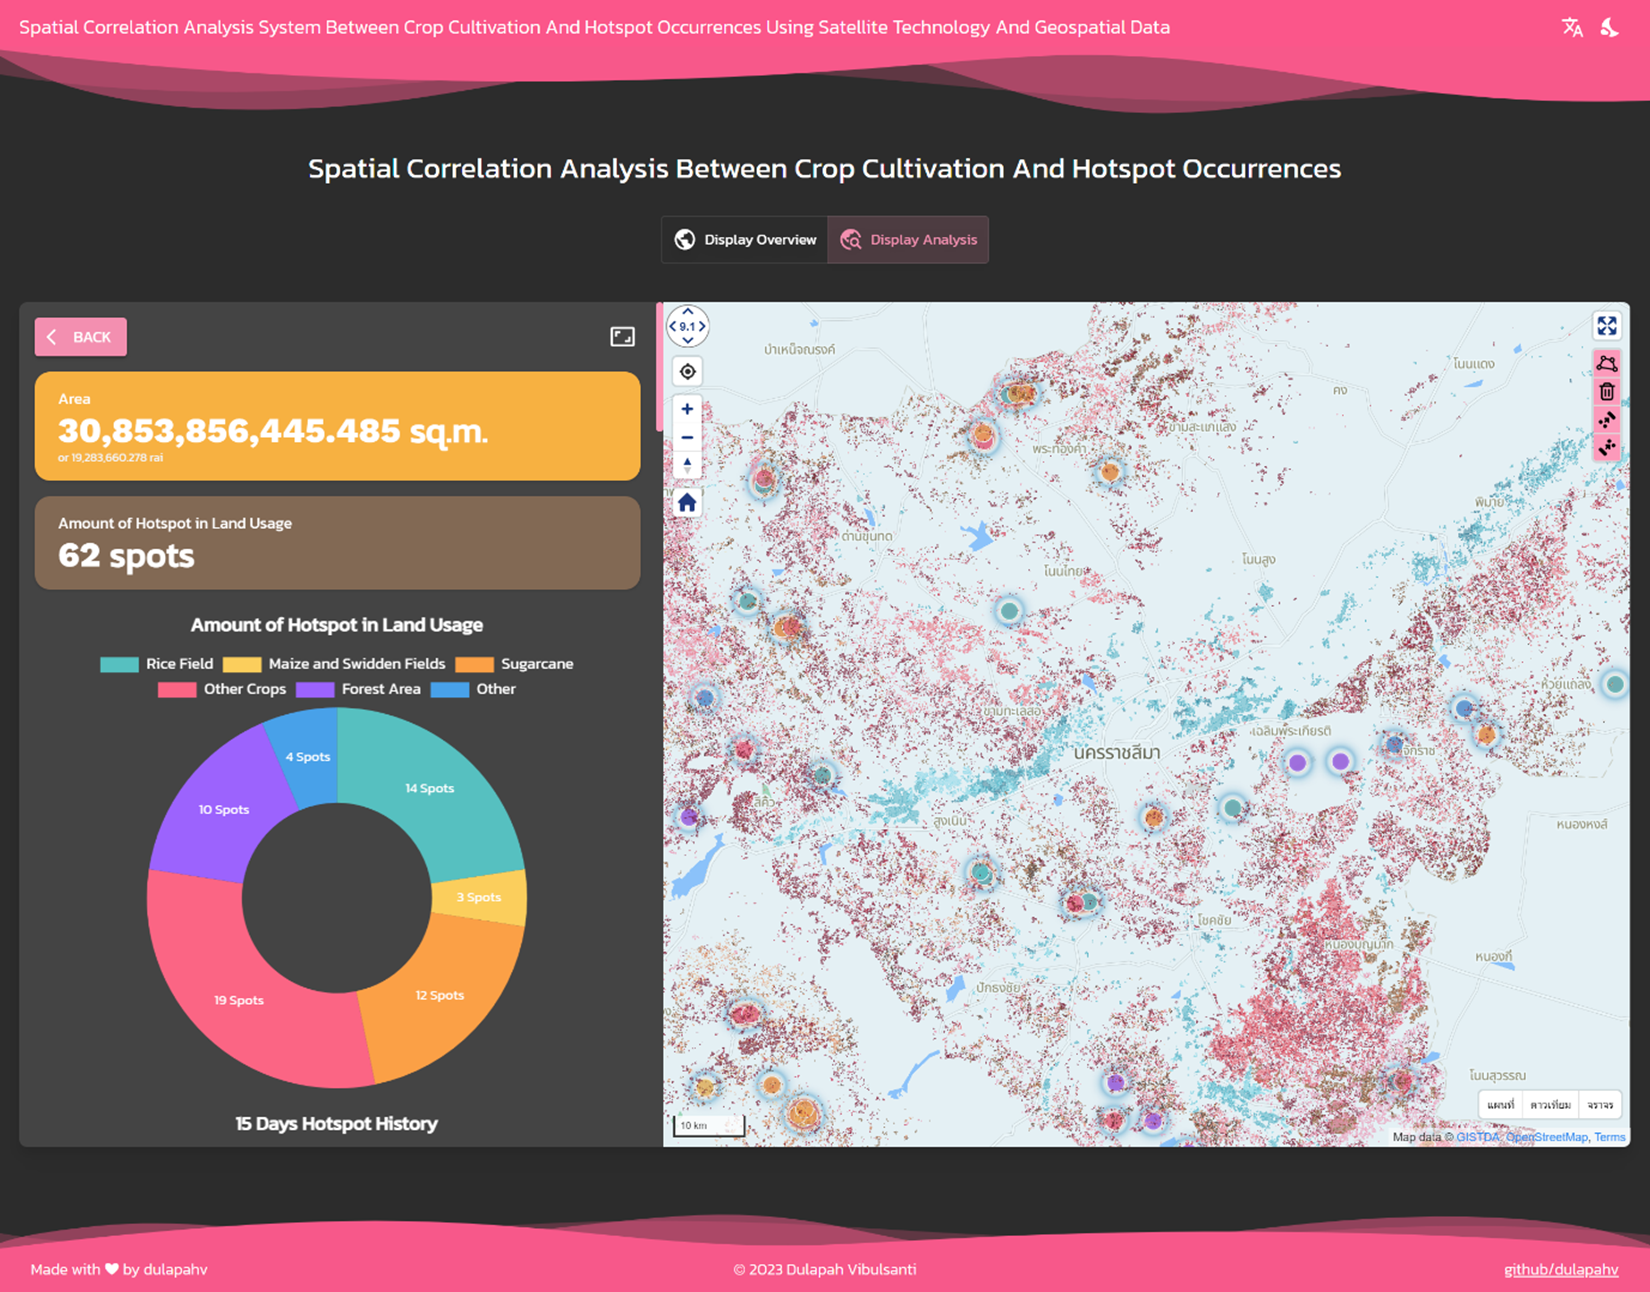 Spatial Correlation Analysis System Between Crop Cultivation And Hotspot Occurrences Using Satellite Technology And Geospatial Data
Spatial Correlation Analysis Between Crop Cultivation And Hotspot Occurrences
Display Overview
Display Analysis
BACK
Area
30,853,856,445.485 sq.m.
or 19,283,660.278 rai
Amount of Hotspot in Land Usage
62 spots
Amount of Hotspot in Land Usage
Rice Field
Maize and Swidden Fields
Sugarcane
Other Crops
Forest Area
Other
4 Spots
14 Spots
10 Spots
3 Spots
19 Spots
12 Spots
15 Days Hotspot History
9.1
บำเหน็จณรงค์
โนนแดง
คง
ขามสะแกแสง
พระทองคำ
พิมาย
ด่านขุนทด
โนนไทย
โนนสูง
ห้วยแถลง
ขามทะเลสอ
เฉลิมพระเกียรติ
นครราชสีมา
จักราช
สีคิ้ว
สูงเนิน
หนองหงส์
โชคชัย
หนองบุญมาก
หนองกี่
ปักธงชัย
โนนสุวรรณ
แผนที่
ดาวเทียม
จราจร
10 km
Map data © GISTDA, OpenStreetMap, Terms
Made with by dulapahv
© 2023 Dulapah Vibulsanti
github/dulapahv